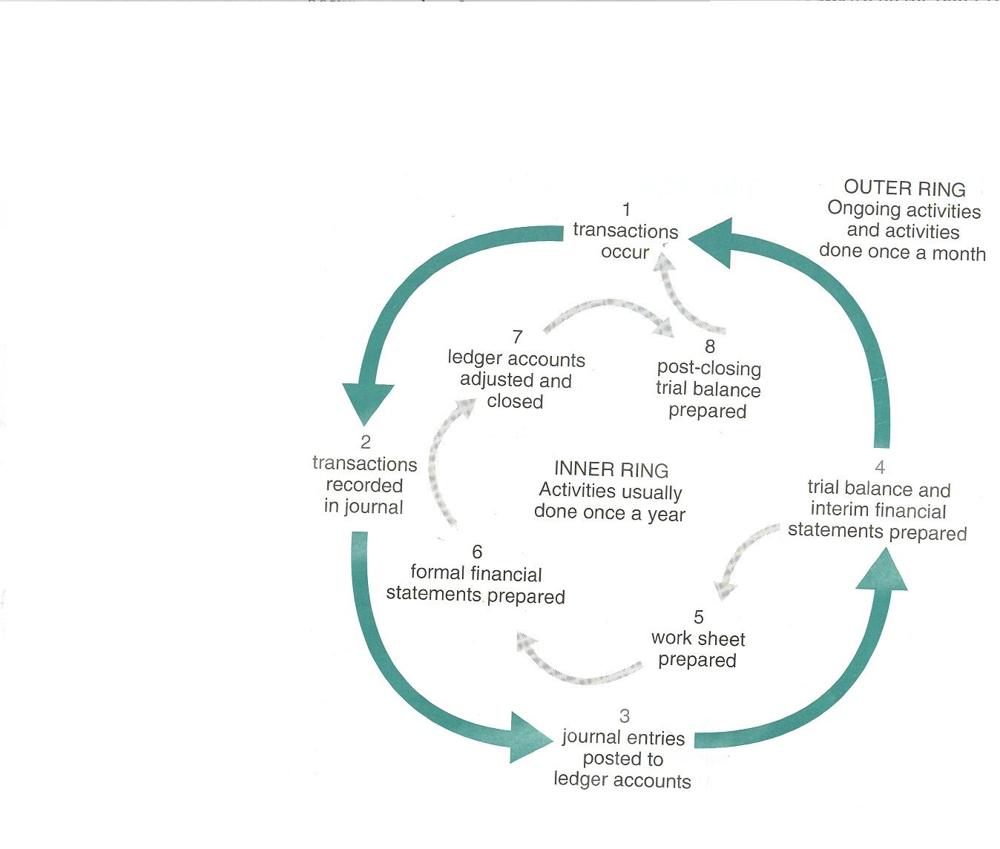 OUTER RING
Ongoing activities
and activities
done once a month
1
transactions
occur
2
transactions
recorded
in journal
3
journal entries
posted to
ledger accounts
4
trial balance and
interim financial
statements prepared
INNER RING
Activities usually
done once a year
5
work sheet
prepared
6
formal financial
statements prepared
7
ledger accounts
adjusted and
closed
8
post-closing
trial balance
prepared